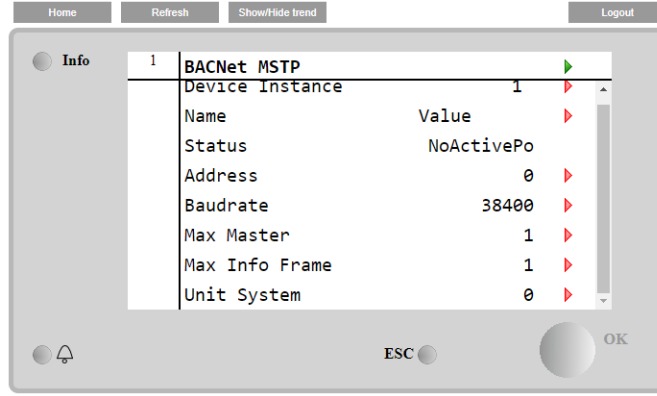 Home Refresh Show/Hide trend Logout
Info
1 BACNet MSTP
Device Instance 1
Name Value
Status NoActivePo
Address 0
Baudrate 38400
Max Master 1
Max Info Frame 1
Unit System 0
ESC OK